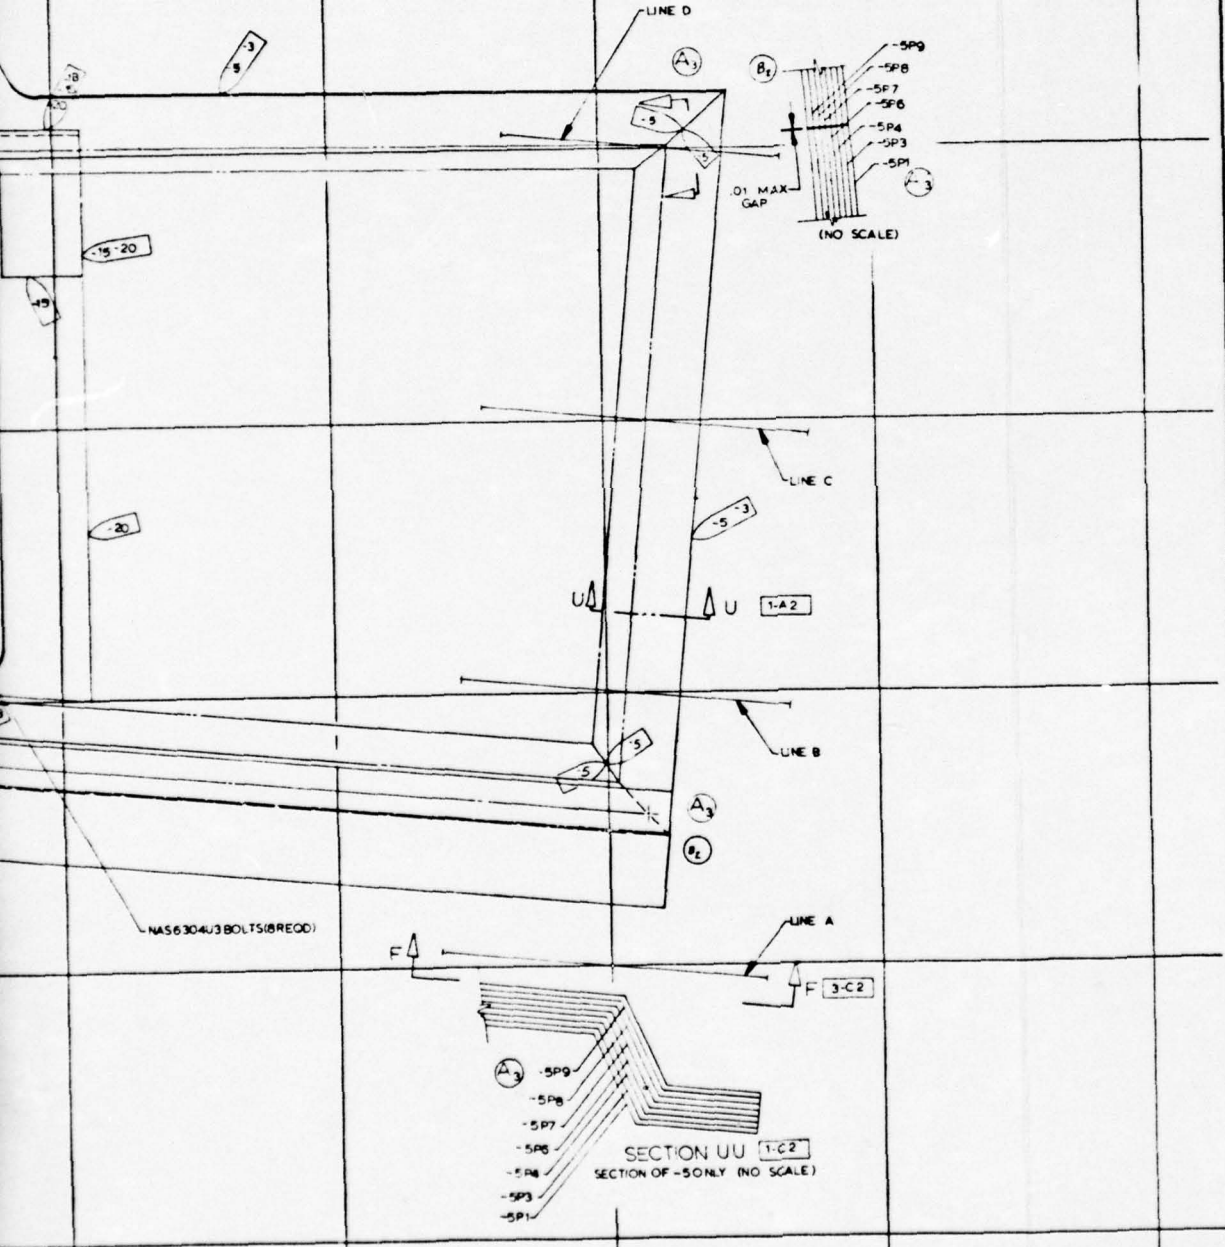 LINE D
-3
-5
A3
B2
-5P9
-5P8
-5P7
-5P6
-5P4
-5P3
-5P1
.01 MAX
GAP
A-3
(NO SCALE)
-18
-20
-5
-5
-15 -20
-19
LINE C
-3
-5
-20
U
U
1-A2
-5
-5
LINE B
A3
B2
NAS6304U3 BOLTS(8REQD)
LINE A
F
F
3-C2
A3
-5P9
-5P8
-5P7
-5P6
-5P4
-5P3
-5P1
SECTION UU
1-C2
SECTION OF -5 ONLY (NO SCALE)